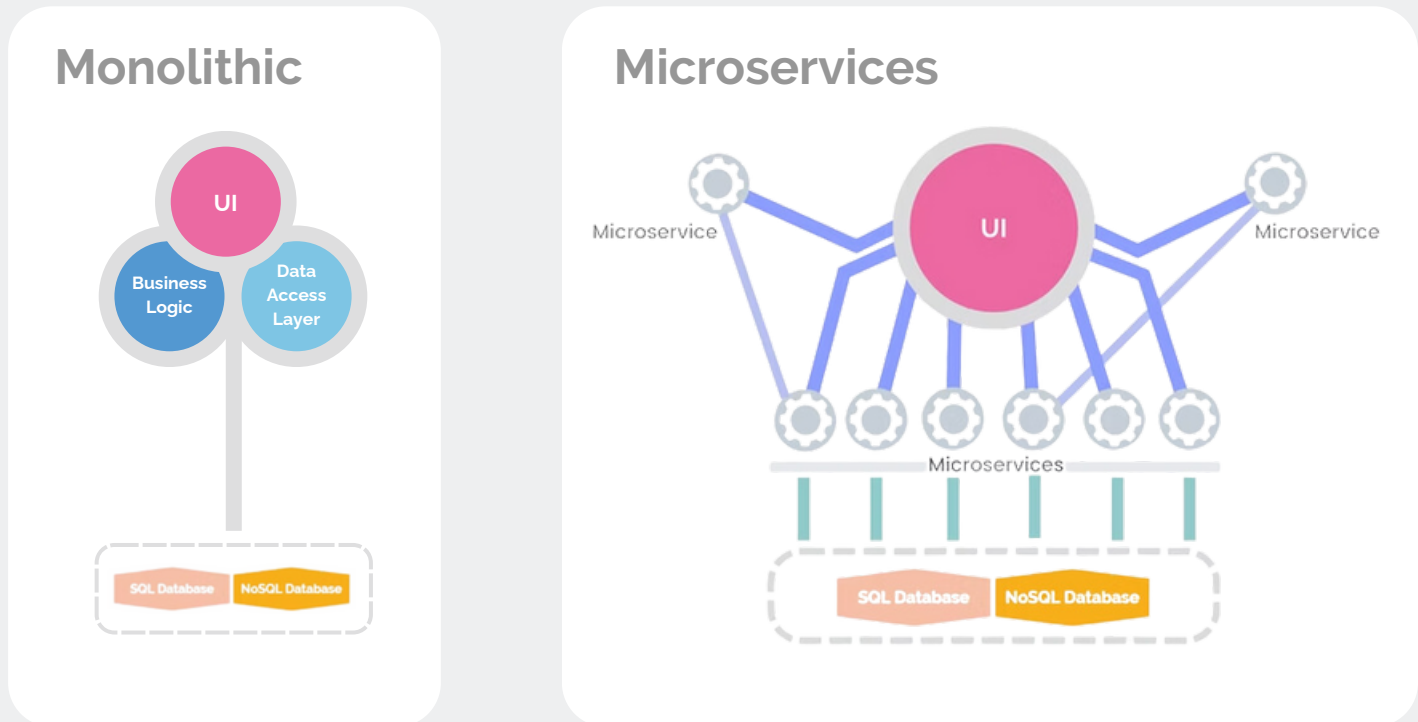 Monolithic
UI
Business
Logic
Data
Access
Layer
SQL Database
NoSQL Database
Microservices
UI
Microservice
Microservice
Microservices
SQL Database
NoSQL Database